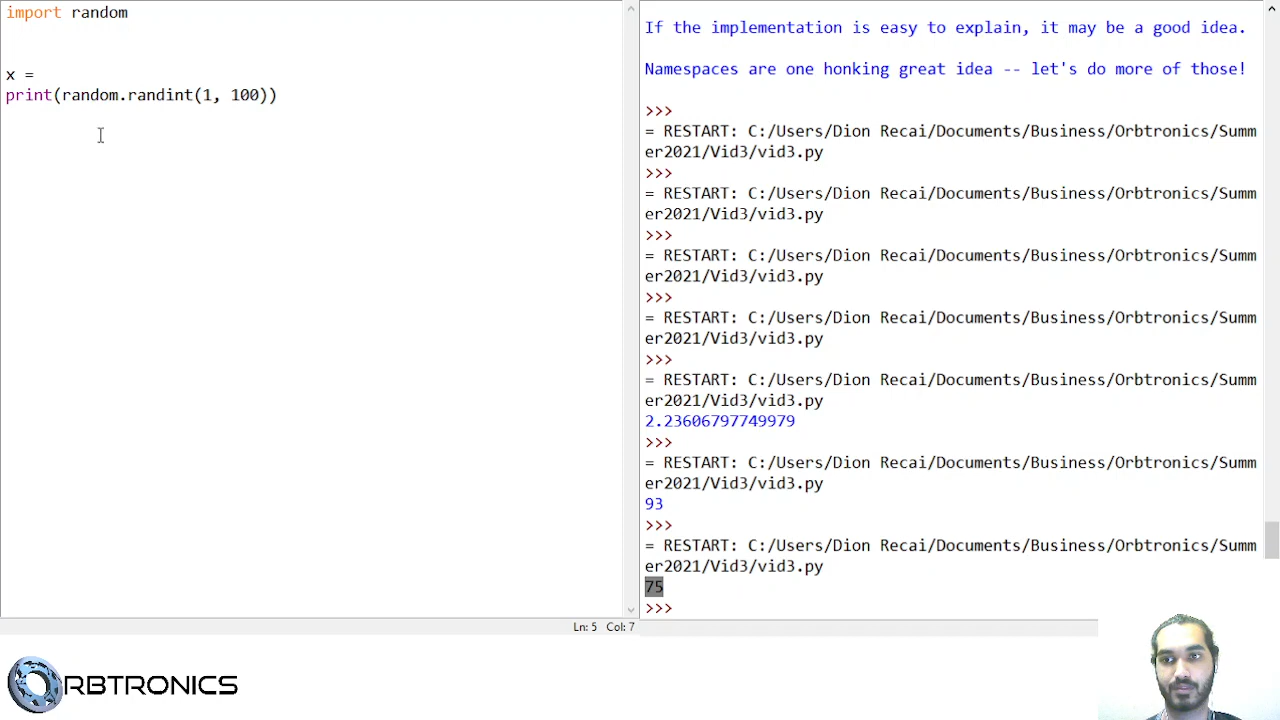 import random
x =
print(random.randint(1, 100))
If the implementation is easy to explain, it may be a good idea.
Namespaces are one honking great idea -- let's do more of those!
>>>
= RESTART: C:/Users/Dion Recai/Documents/Business/Orbtronics/Summ
er2021/Vid3/vid3.py
>>>
= RESTART: C:/Users/Dion Recai/Documents/Business/Orbtronics/Summ
er2021/Vid3/vid3.py
>>>
= RESTART: C:/Users/Dion Recai/Documents/Business/Orbtronics/Summ
er2021/Vid3/vid3.py
>>>
= RESTART: C:/Users/Dion Recai/Documents/Business/Orbtronics/Summ
er2021/Vid3/vid3.py
>>>
= RESTART: C:/Users/Dion Recai/Documents/Business/Orbtronics/Summ
er2021/Vid3/vid3.py
2.23606797749979
>>>
= RESTART: C:/Users/Dion Recai/Documents/Business/Orbtronics/Summ
er2021/Vid3/vid3.py
93
>>>
= RESTART: C:/Users/Dion Recai/Documents/Business/Orbtronics/Summ
er2021/Vid3/vid3.py
75
>>>
Ln: 5 Col: 7
ORBTRONICS